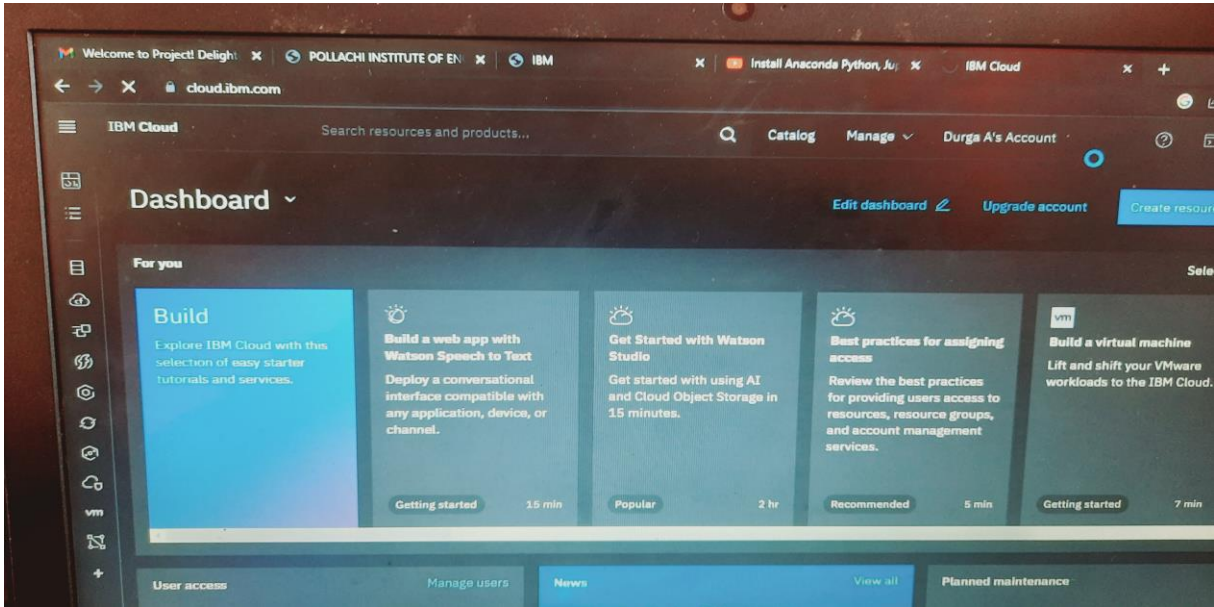 Welcome to Project! Delight
POLLACHI INSTITUTE OF EN
IBM
Install Anaconda Python, Jup
IBM Cloud
cloud.ibm.com
IBM Cloud
Search resources and products...
Catalog
Manage
Durga A's Account
Dashboard
Edit dashboard
Upgrade account
Create resour
For you
Sele
Build
Explore IBM Cloud with this
selection of easy starter
tutorials and services.
Build a web app with
Watson Speech to Text
Deploy a conversational
interface compatible with
any application, device, or
channel.
Getting started
15 min
Get Started with Watson
Studio
Get started with using AI
and Cloud Object Storage in
15 minutes.
Popular
2 hr
Best practices for assigning
access
Review the best practices
for providing users access to
resources, resource groups,
and account management
services.
Recommended
5 min
vm
Build a virtual machine
Lift and shift your VMware
workloads to the IBM Cloud.
Getting started
7 min
vm
User access
Manage users
News
View all
Planned maintenance